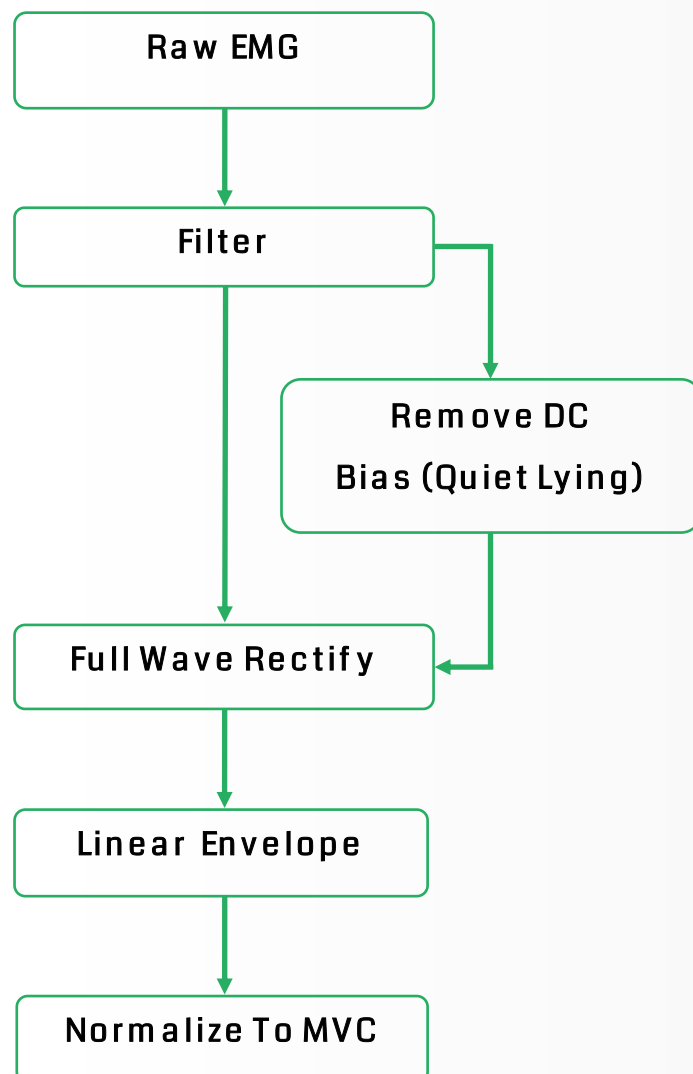 Raw EMG
Filter
Remove DC
Bias (Quiet Lying)
Full Wave Rectify
Linear Envelope
Normalize To MVC